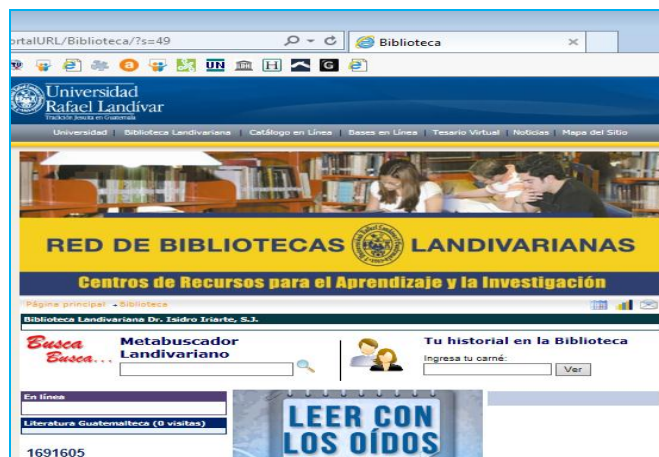 ortalURL/Biblioteca/?s=49
Biblioteca
UN
H
G
Universidad
Rafael Landívar
Tradición Jesuita en Guatemala
Universidad | Biblioteca Landivariana | Catálogo en Línea | Bases en Línea | Tesario Virtual | Noticias | Mapa del Sitio
RED DE BIBLIOTECAS LANDIVARIANAS
Centros de Recursos para el Aprendizaje y la Investigación
Página principal Biblioteca
Biblioteca Landivariana Dr. Isidro Iriarte, S.J.
Busca
Busca...
Metabuscador
Landivariano
Tu historial en la Biblioteca
Ingresa tu carné:
Ver
En línea
Literatura Guatemalteca (0 visitas)
1691605
LEER CON
LOS OÍDOS